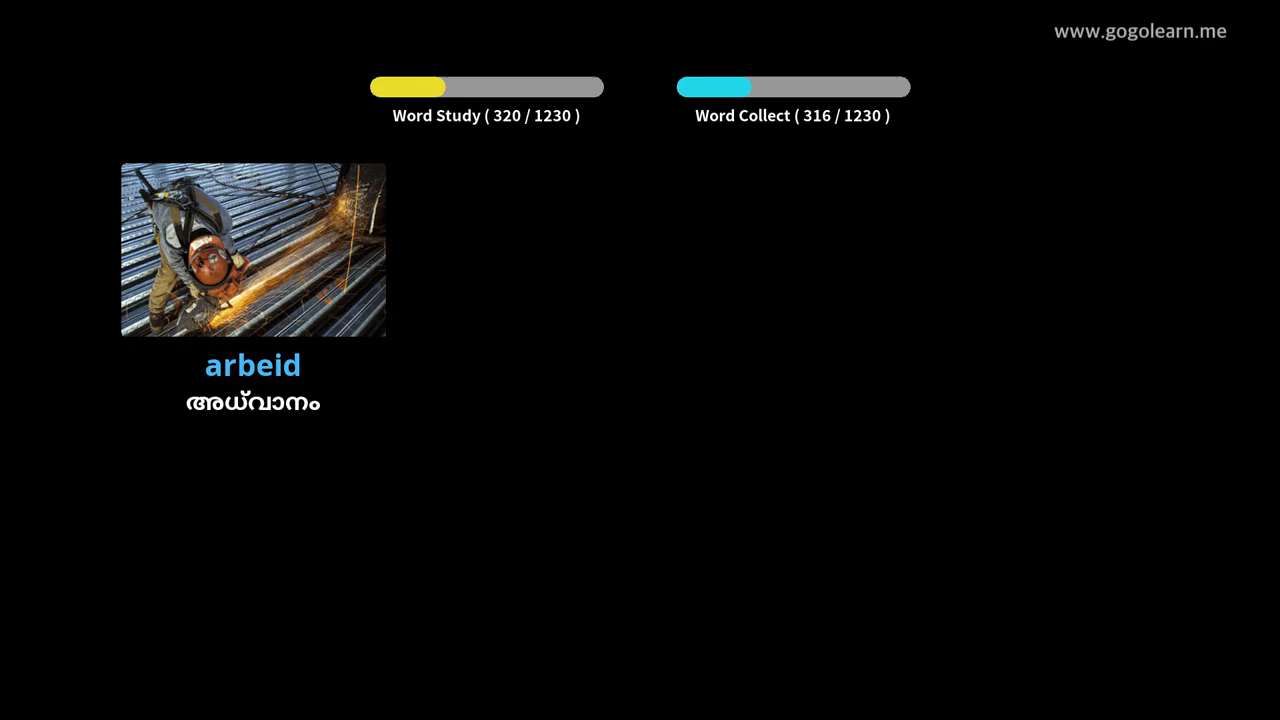 www.gogolearn.me
Word Study ( 320 / 1230 )
Word Collect ( 316 / 1230 )
arbeid
അധ്വാനം